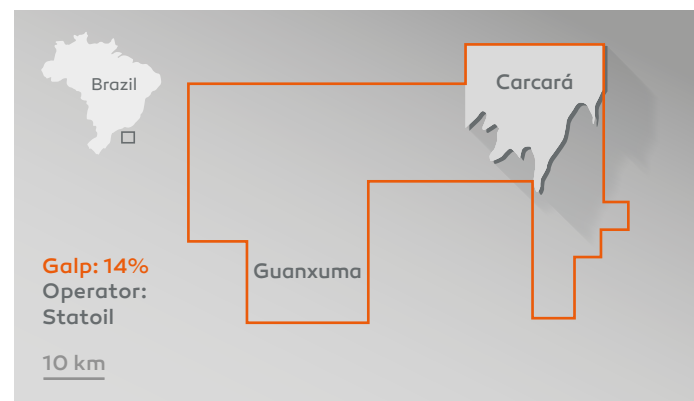 Brazil
Carcará
Guanxuma
Galp: 14%
Operator:
Statoil
10 km